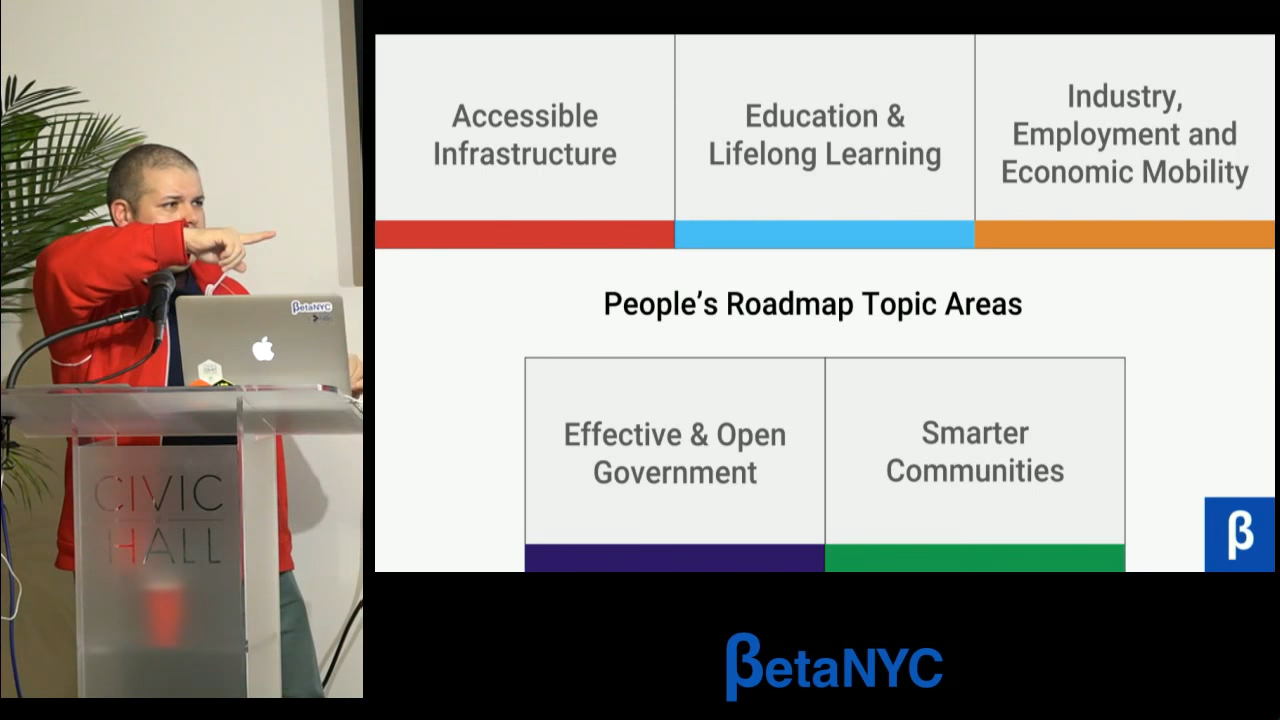 Accessible
Infrastructure
Education &
Lifelong Learning
Industry,
Employment and
Economic Mobility
People's Roadmap Topic Areas
Effective & Open
Government
Smarter
Communities
β
βetaNYC
βetaNYC
CIVIC
HALL